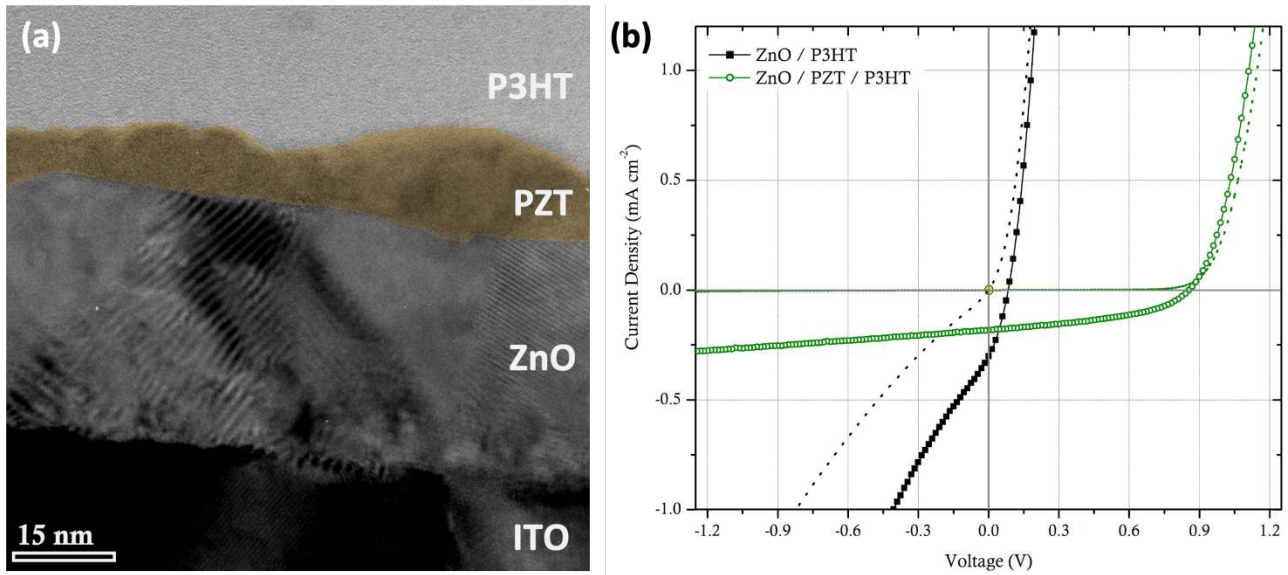 (a)
P3HT
PZT
ZnO
ITO
15 nm
(b)
ZnO / P3HT
ZnO / PZT / P3HT
Current Density (mA cm⁻²)
1.0
0.5
0.0
-0.5
-1.0
-1.2 -0.9 -0.6 -0.3 0.0 0.3 0.6 0.9 1.2
Voltage (V)